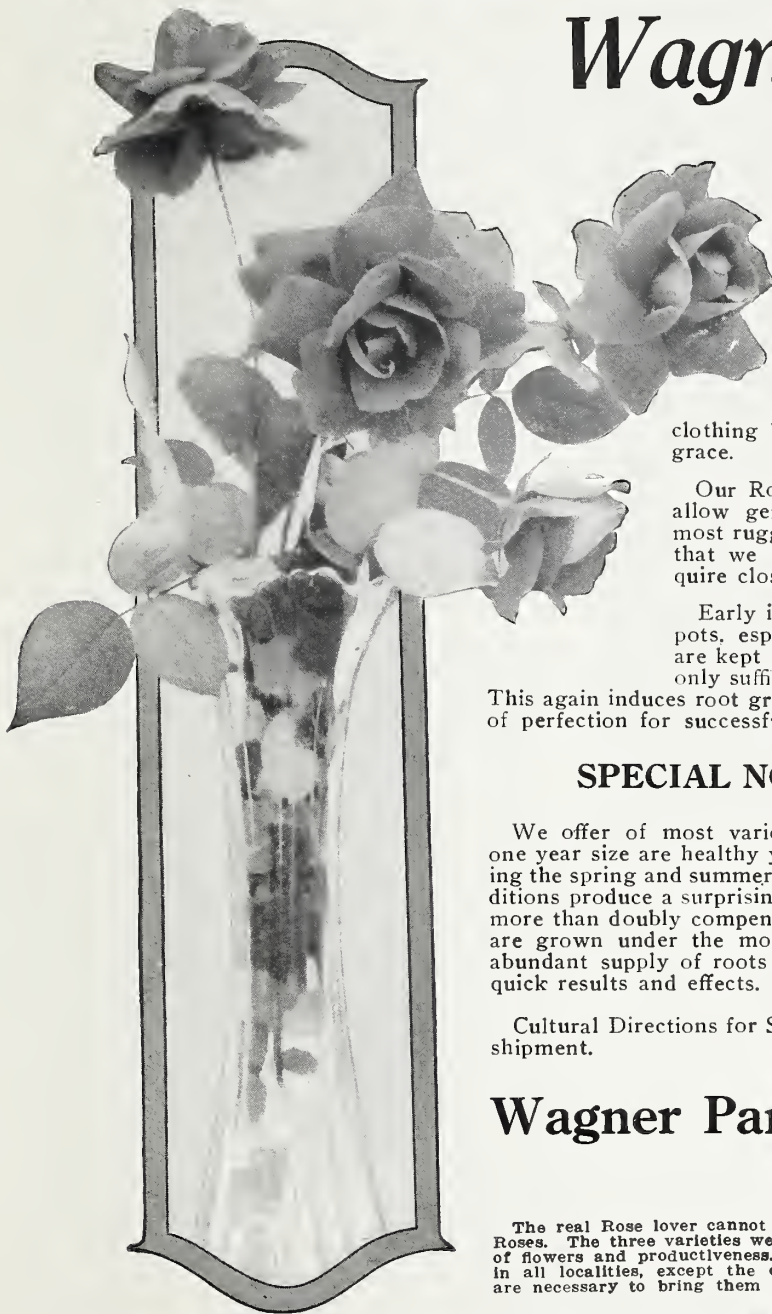 Wagn
clothing
grace.
Our Ro
allow ge
most rugg
that we
quire clos
Early i
pots, esp
are kept
only suffi
This again induces root gr
of perfection for successf
SPECIAL N
We offer of most vari
one year size are healthy
ing the spring and summer
ditions produce a surprisin
more than doubly compen
are grown under the mo
abundant supply of roots
quick results and effects.
Cultural Directions for S
shipment.
Wagner Pa
The real Rose lover cannot
Roses. The three varieties we
of flowers and productiveness.
in all localities, except the
are necessary to bring them